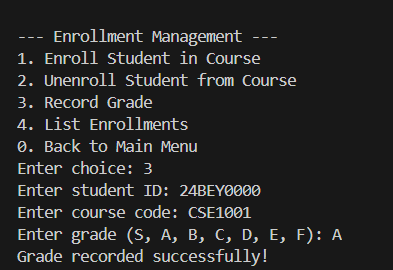 --- Enrollment Management ---
1. Enroll Student in Course
2. Unenroll Student from Course
3. Record Grade
4. List Enrollments
0. Back to Main Menu
Enter choice: 3
Enter student ID: 24BEY0000
Enter course code: CSE1001
Enter grade (S, A, B, C, D, E, F): A
Grade recorded successfully!